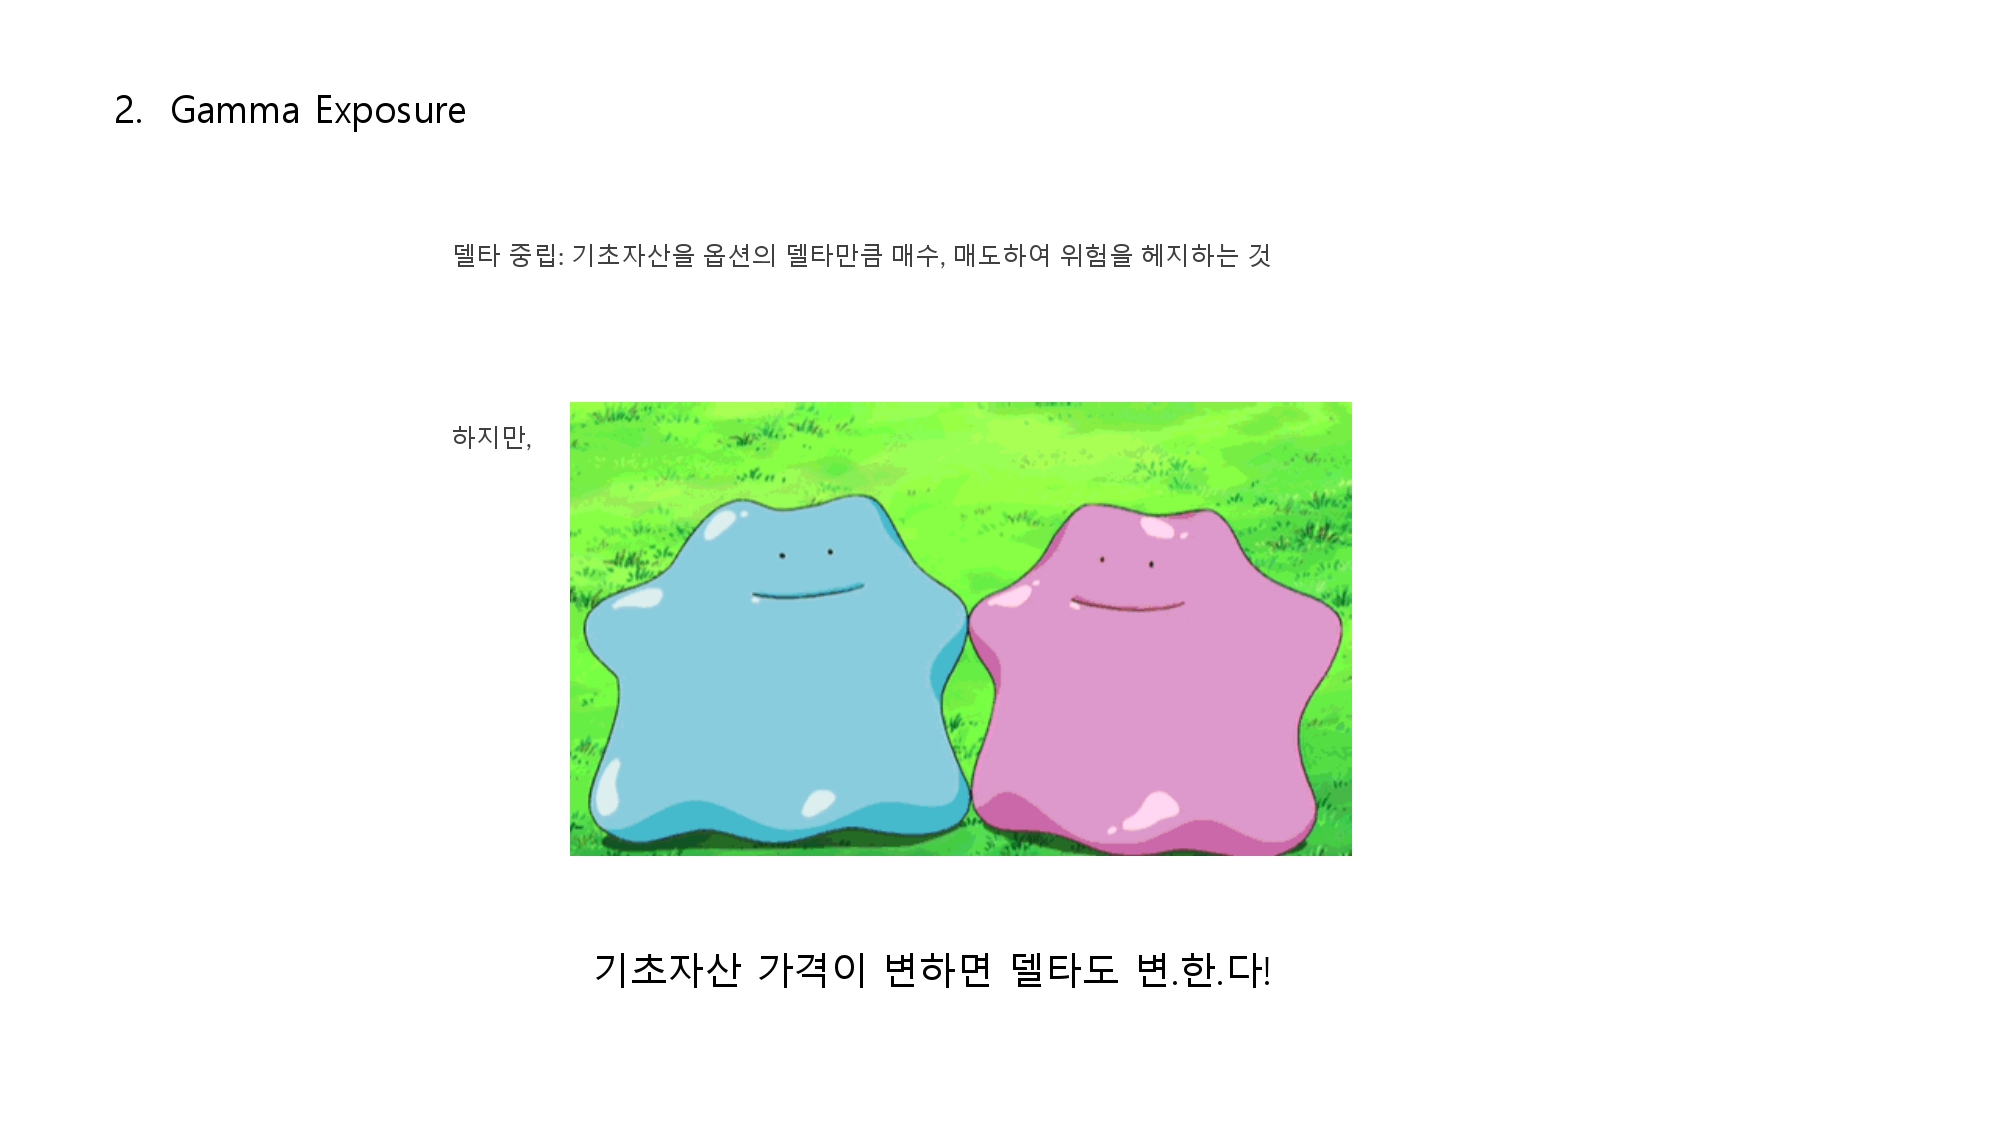 2. Gamma Exposure
델타 중립: 기초자산을 옵션의 델타만큼 매수, 매도하여 위험을 헤지하는 것
하지만,
기초자산 가격이 변하면 델타도 변.한.다!